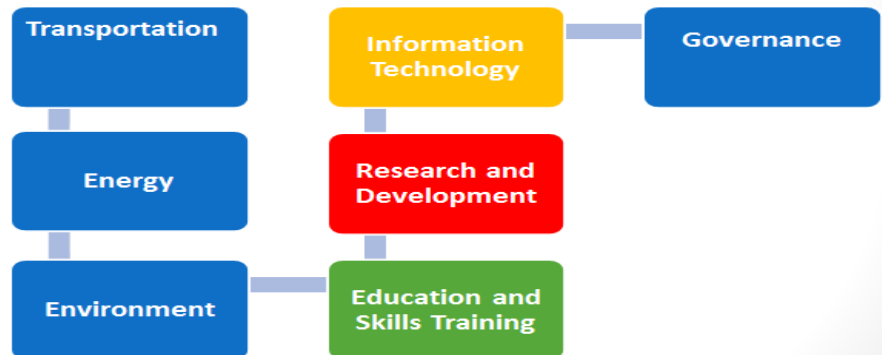 Transportation
Energy
Environment
Education and
Skills Training
Research and
Development
Information
Technology
Governance